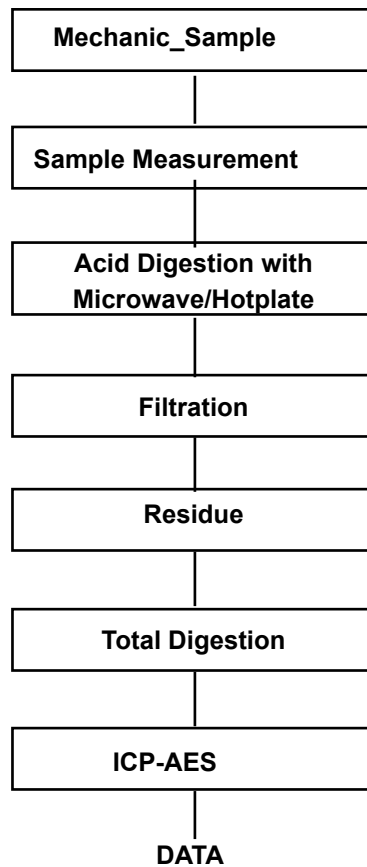 Mechanic_Sample
Sample Measurement
Acid Digestion with
Microwave/Hotplate
Filtration
Residue
Total Digestion
ICP-AES
DATA